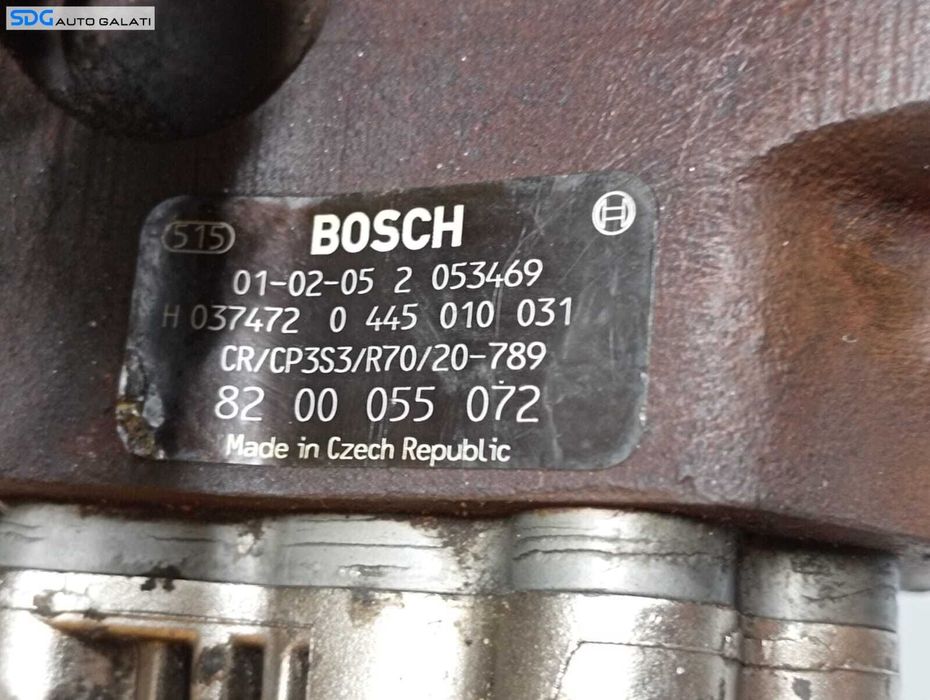 SDG AUTO GALATI
515
BOSCH
01-02-05 2 053469
H 037472 0 445 010 031
CR/CP3S3/R70/20-789
82 00 055 072
Made in Czech Republic